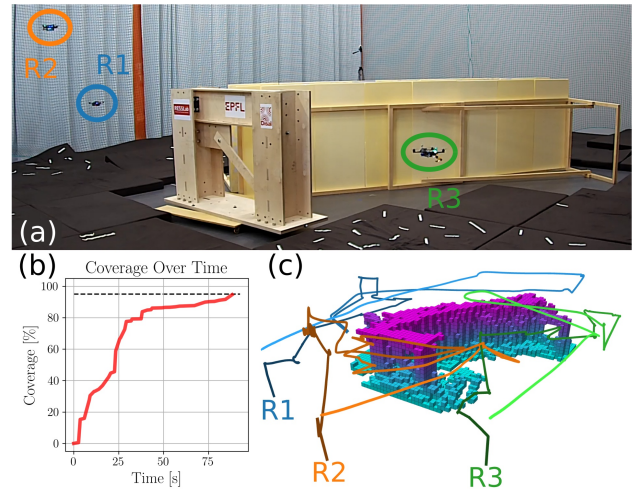 R2
R1
EPFL
R3
(a)
(b)
(c)
Coverage Over Time
Coverage [%]
100
80
60
40
20
0
0
25
50
75
Time [s]
R1
R2
R3